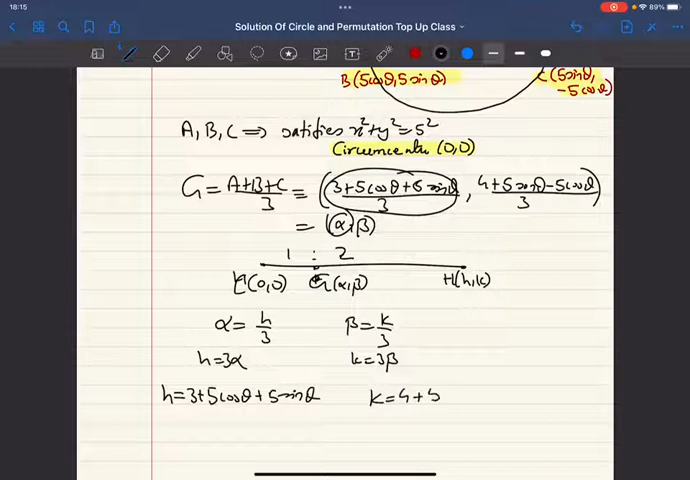 18:15
89%
Solution Of Circle and Permutation Top Up Class
B(5cosθ, 5sinθ)
C(5sinθ, -5cosθ)
A, B, C ⟹ satisfies x²+y²=5²
Circumcentre (0,0)
G = (A+B+C)/3 = ((3+5cosθ+5sinθ)/3, (4+5sinθ-5cosθ)/3)
= (α, β)
1 : 2
(0,0) G(α,β) H(h,k)
α = h/3 β = k/3
h=3α k=3β
h=3+5cosθ+5sinθ k=4+5